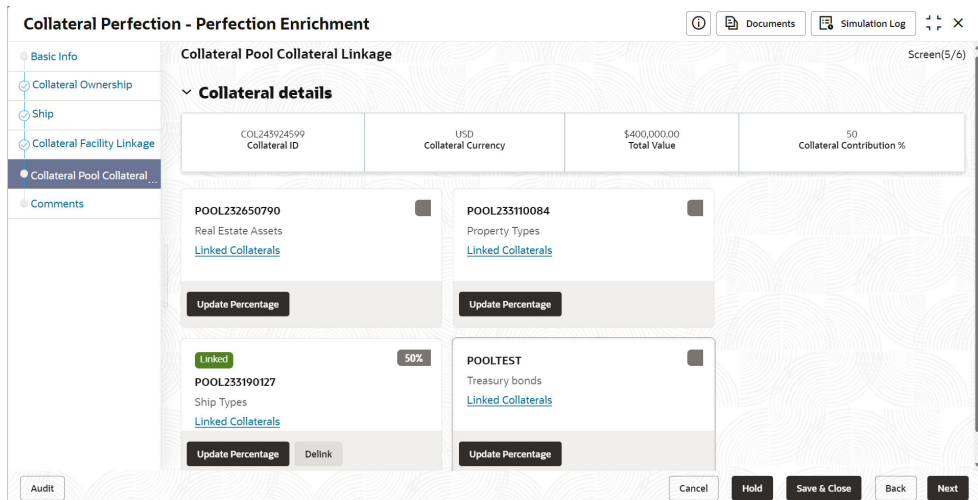 Collateral Perfection - Perfection Enrichment
Documents
Simulation Log
Basic Info
Collateral Ownership
Ship
Collateral Facility Linkage
Collateral Pool Collateral ...
Comments
Collateral Pool Collateral Linkage
Screen(5/6)
Collateral details
COL243924599
Collateral ID
USD
Collateral Currency
$400,000.00
Total Value
50
Collateral Contribution %
POOL232650790
Real Estate Assets
Linked Collaterals
Update Percentage
POOL233110084
Property Types
Linked Collaterals
Update Percentage
Linked
50%
POOL233190127
Ship Types
Linked Collaterals
Update Percentage
Delink
POOLTEST
Treasury bonds
Linked Collaterals
Update Percentage
Audit
Cancel
Hold
Save & Close
Back
Next